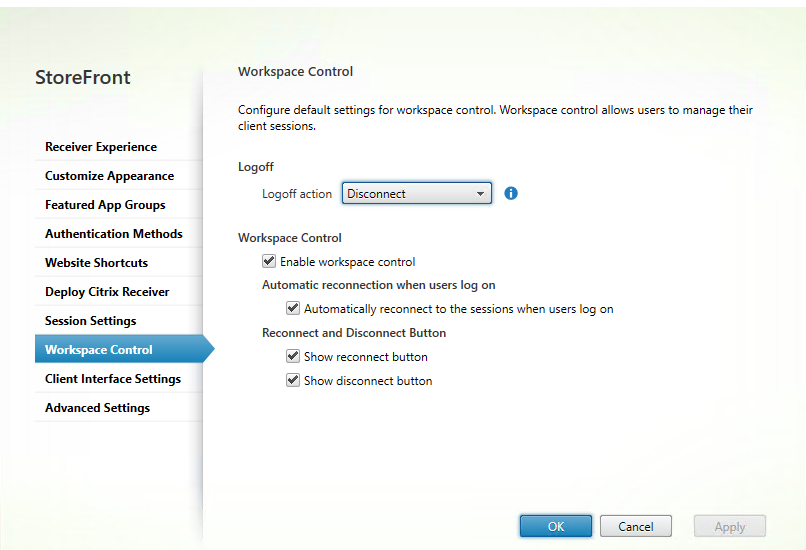 StoreFront
Receiver Experience
Customize Appearance
Featured App Groups
Authentication Methods
Website Shortcuts
Deploy Citrix Receiver
Session Settings
Workspace Control
Client Interface Settings
Advanced Settings
Workspace Control
Configure default settings for workspace control. Workspace control allows users to manage their
client sessions.
Logoff
Logoff action Disconnect
Workspace Control
Enable workspace control
Automatic reconnection when users log on
Automatically reconnect to the sessions when users log on
Reconnect and Disconnect Button
Show reconnect button
Show disconnect button
OK Cancel Apply